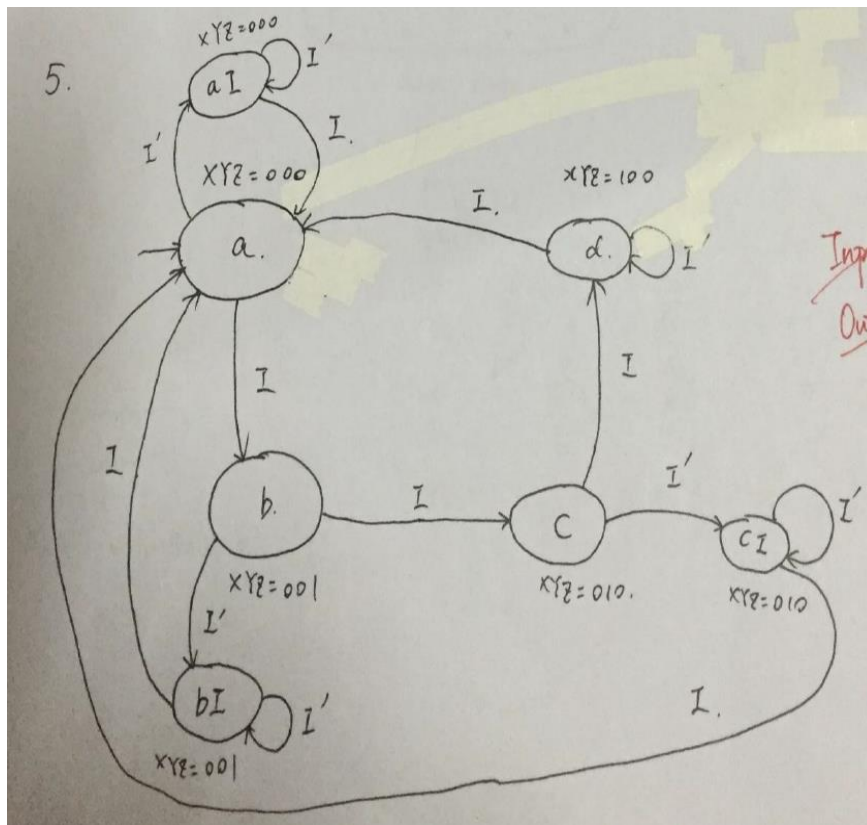 5.
XYZ=000
aI
I'
I' I.
XYZ=000
XYZ=100
a.
I.
d.
I'
I
I
I
b.
I
C
I'
CI
I'
XYZ=001
XYZ=010.
XYZ=010
I'
bI
I'
I.
XYZ=001